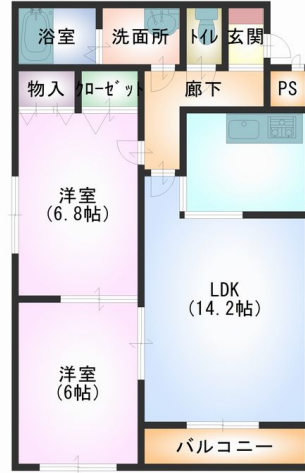 浴室
洗面所
トイレ
玄関
物入
クローゼット
廊下
PS
洋室
(6.8帖)
LDK
(14.2帖)
洋室
(6帖)
バルコニー